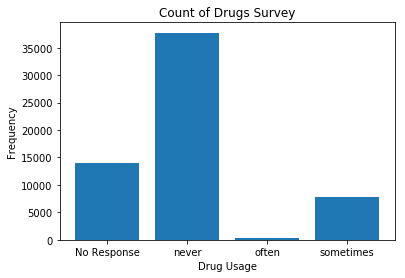 Count of Drugs Survey
Frequency
35000
30000
25000
20000
15000
10000
5000
0
No Response never often sometimes
Drug Usage